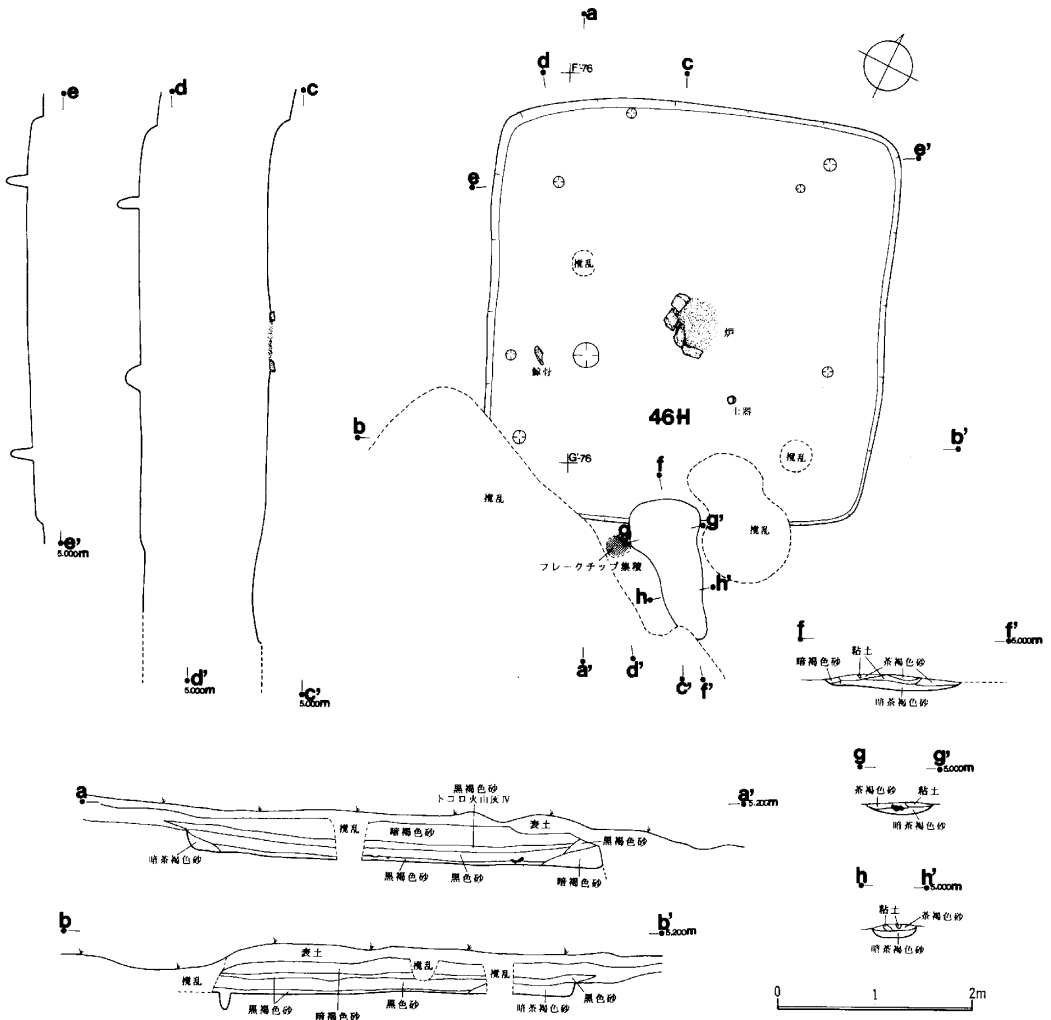 a
d
F'-76
c
e
d
c
e'
e
攪乱
炉
鯨骨
土器
46H
b
b'
G'-76
f
攪乱
攪乱
g
g'
攪乱
フレークチップ集積
h
h'
e'
5.000m
a'
d'
c'
f'
d'
5.000m
c'
5.000m
f
f'
5.000m
暗褐色砂
粘土
茶褐色砂
暗茶褐色砂
g
g'
5.000m
茶褐色砂
粘土
暗茶褐色砂
h
h'
5.000m
粘土
茶褐色砂
暗茶褐色砂
a
a'
5.200m
黒褐色砂
トコロ火山灰Ⅳ
攪乱
暗褐色砂
表土
黒褐色砂
暗茶褐色砂
黒褐色砂
黒色砂
暗褐色砂
b
b'
5.200m
表土
攪乱
攪乱
攪乱
黒褐色砂
暗褐色砂
黒色砂
暗茶褐色砂
黒色砂
0 1 2m